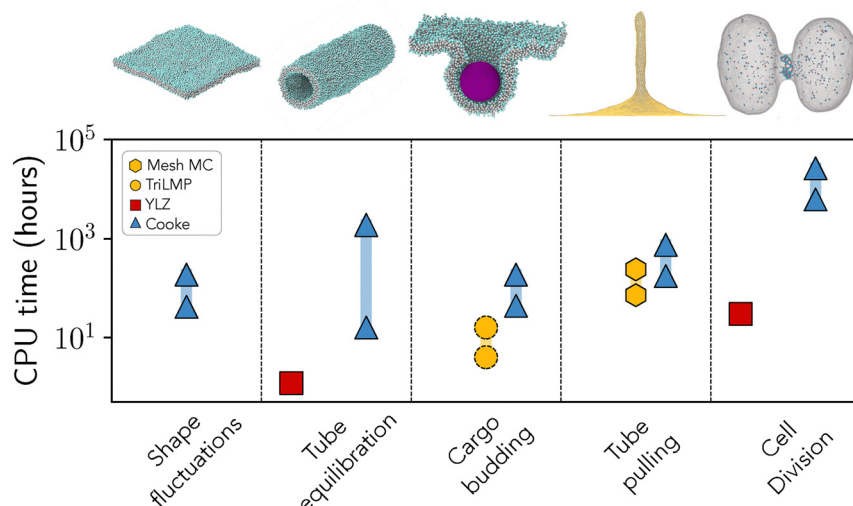 10^5
10^3
10^1
CPU time (hours)
Mesh MC
TriLMP
YLZ
Cooke
Shape
fluctuations
Tube
equilibration
Cargo
budding
Tube
pulling
Cell
Division